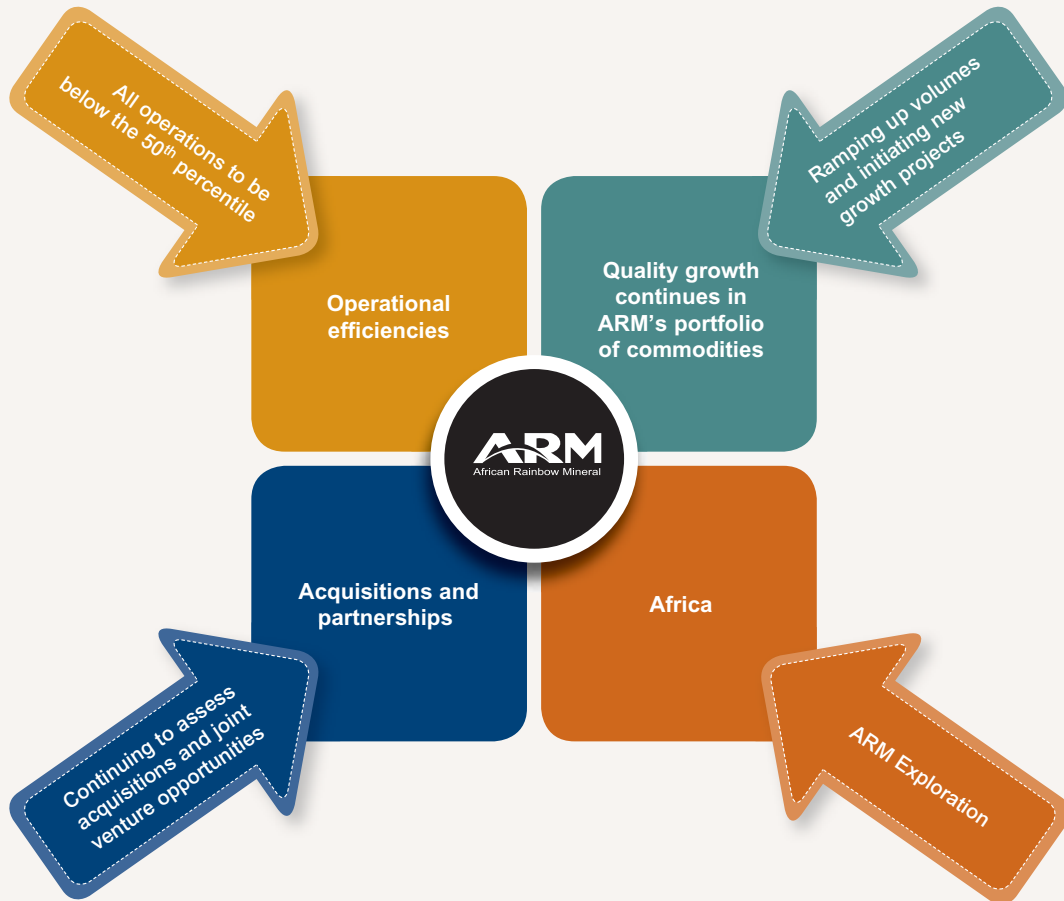 All operations to be
below the 50th percentile
Ramping up volumes
and initiating new
growth projects
Operational
efficiencies
Quality growth
continues in
ARM’s portfolio
of commodities
ARM
African Rainbow Mineral
Acquisitions and
partnerships
Africa
Continuing to assess
acquisitions and joint
venture opportunities
ARM Exploration